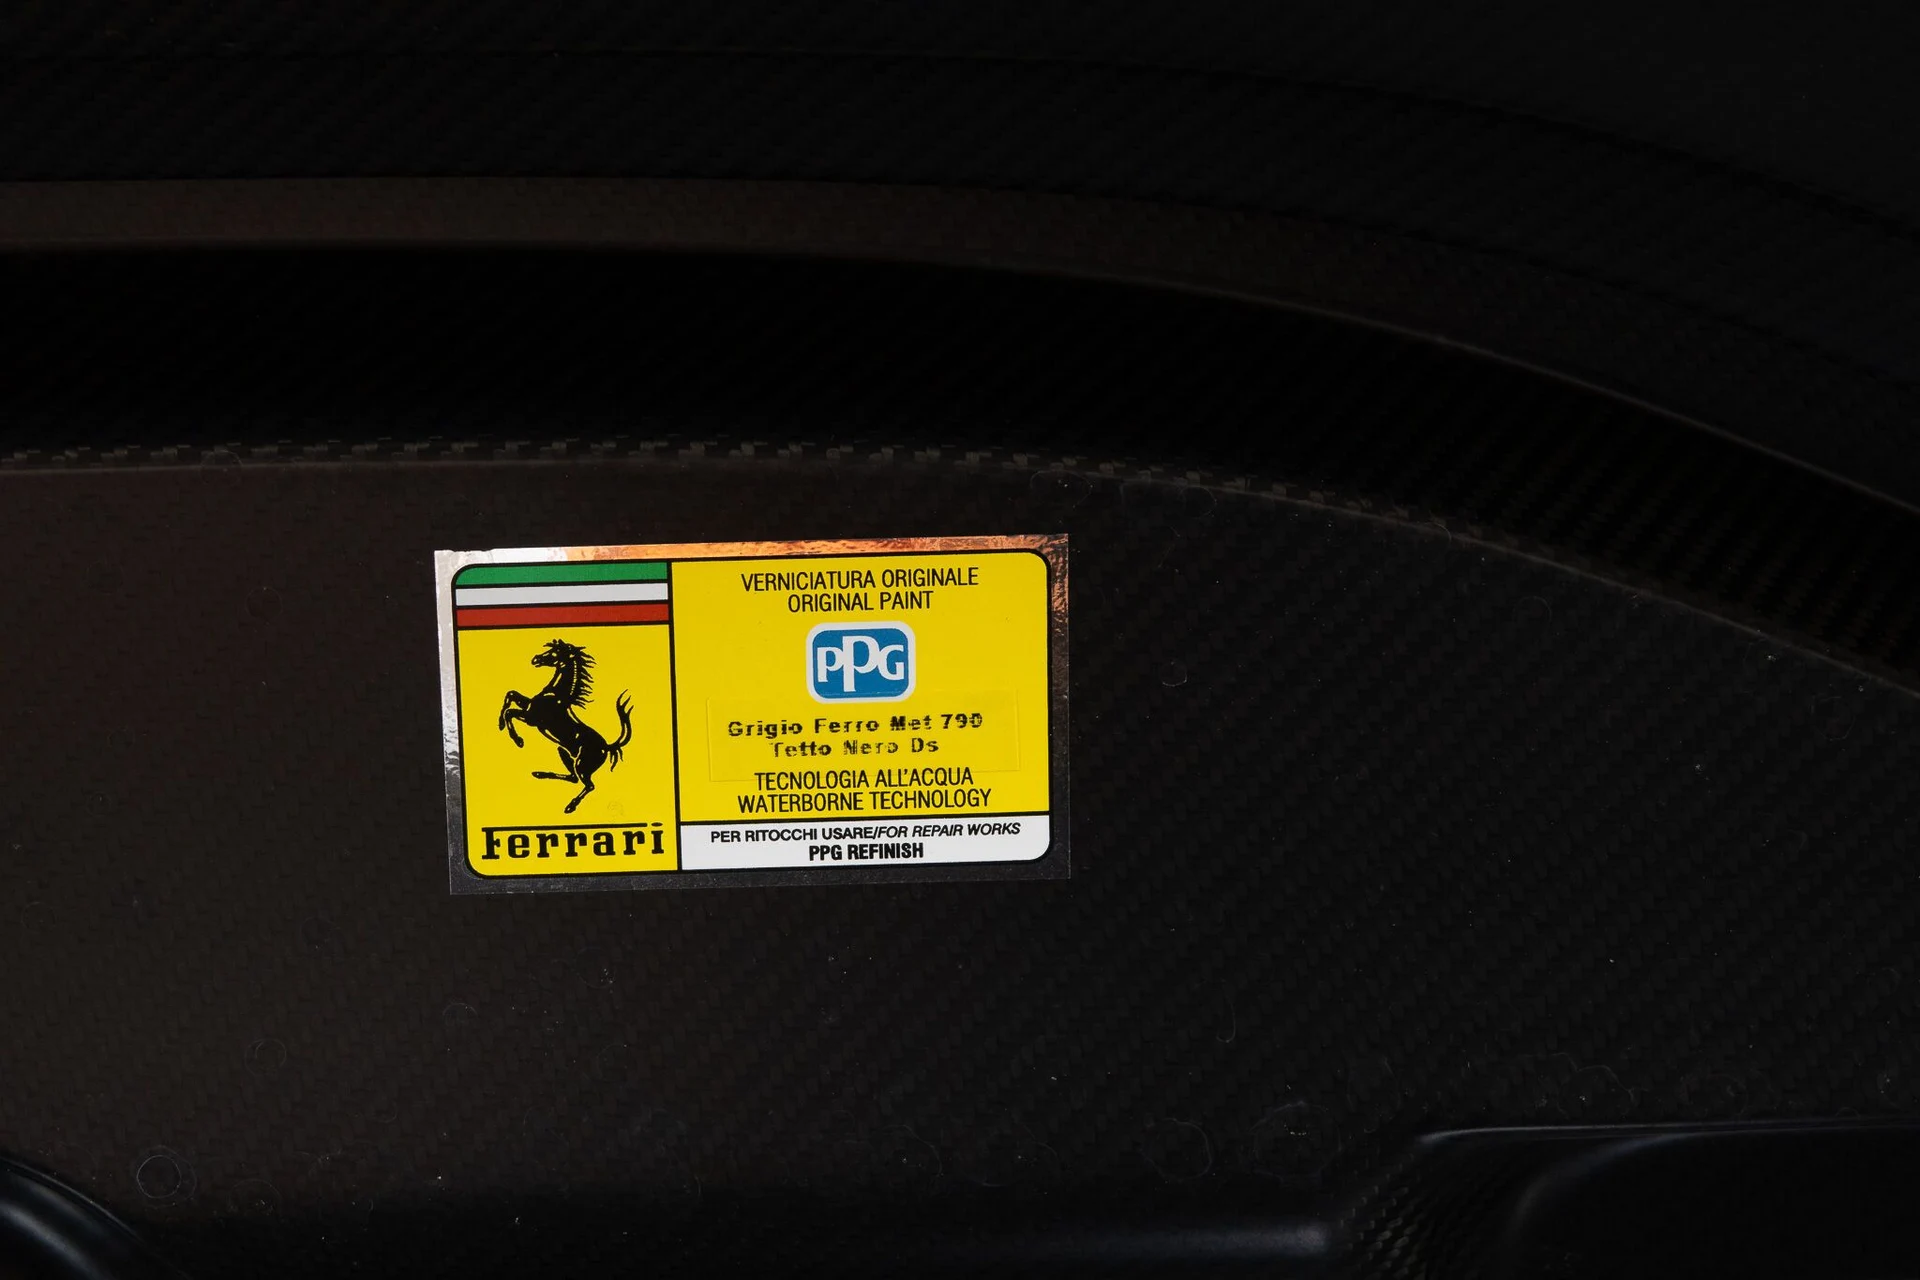 Ferrari
VERNICIATURA ORIGINALE
ORIGINAL PAINT
PPG
Grigio Ferro Met 790
Tetto Nero Ds
TECNOLOGIA ALL'ACQUA
WATERBORNE TECHNOLOGY
PER RITOCCHI USARE/FOR REPAIR WORKS
PPG REFINISH